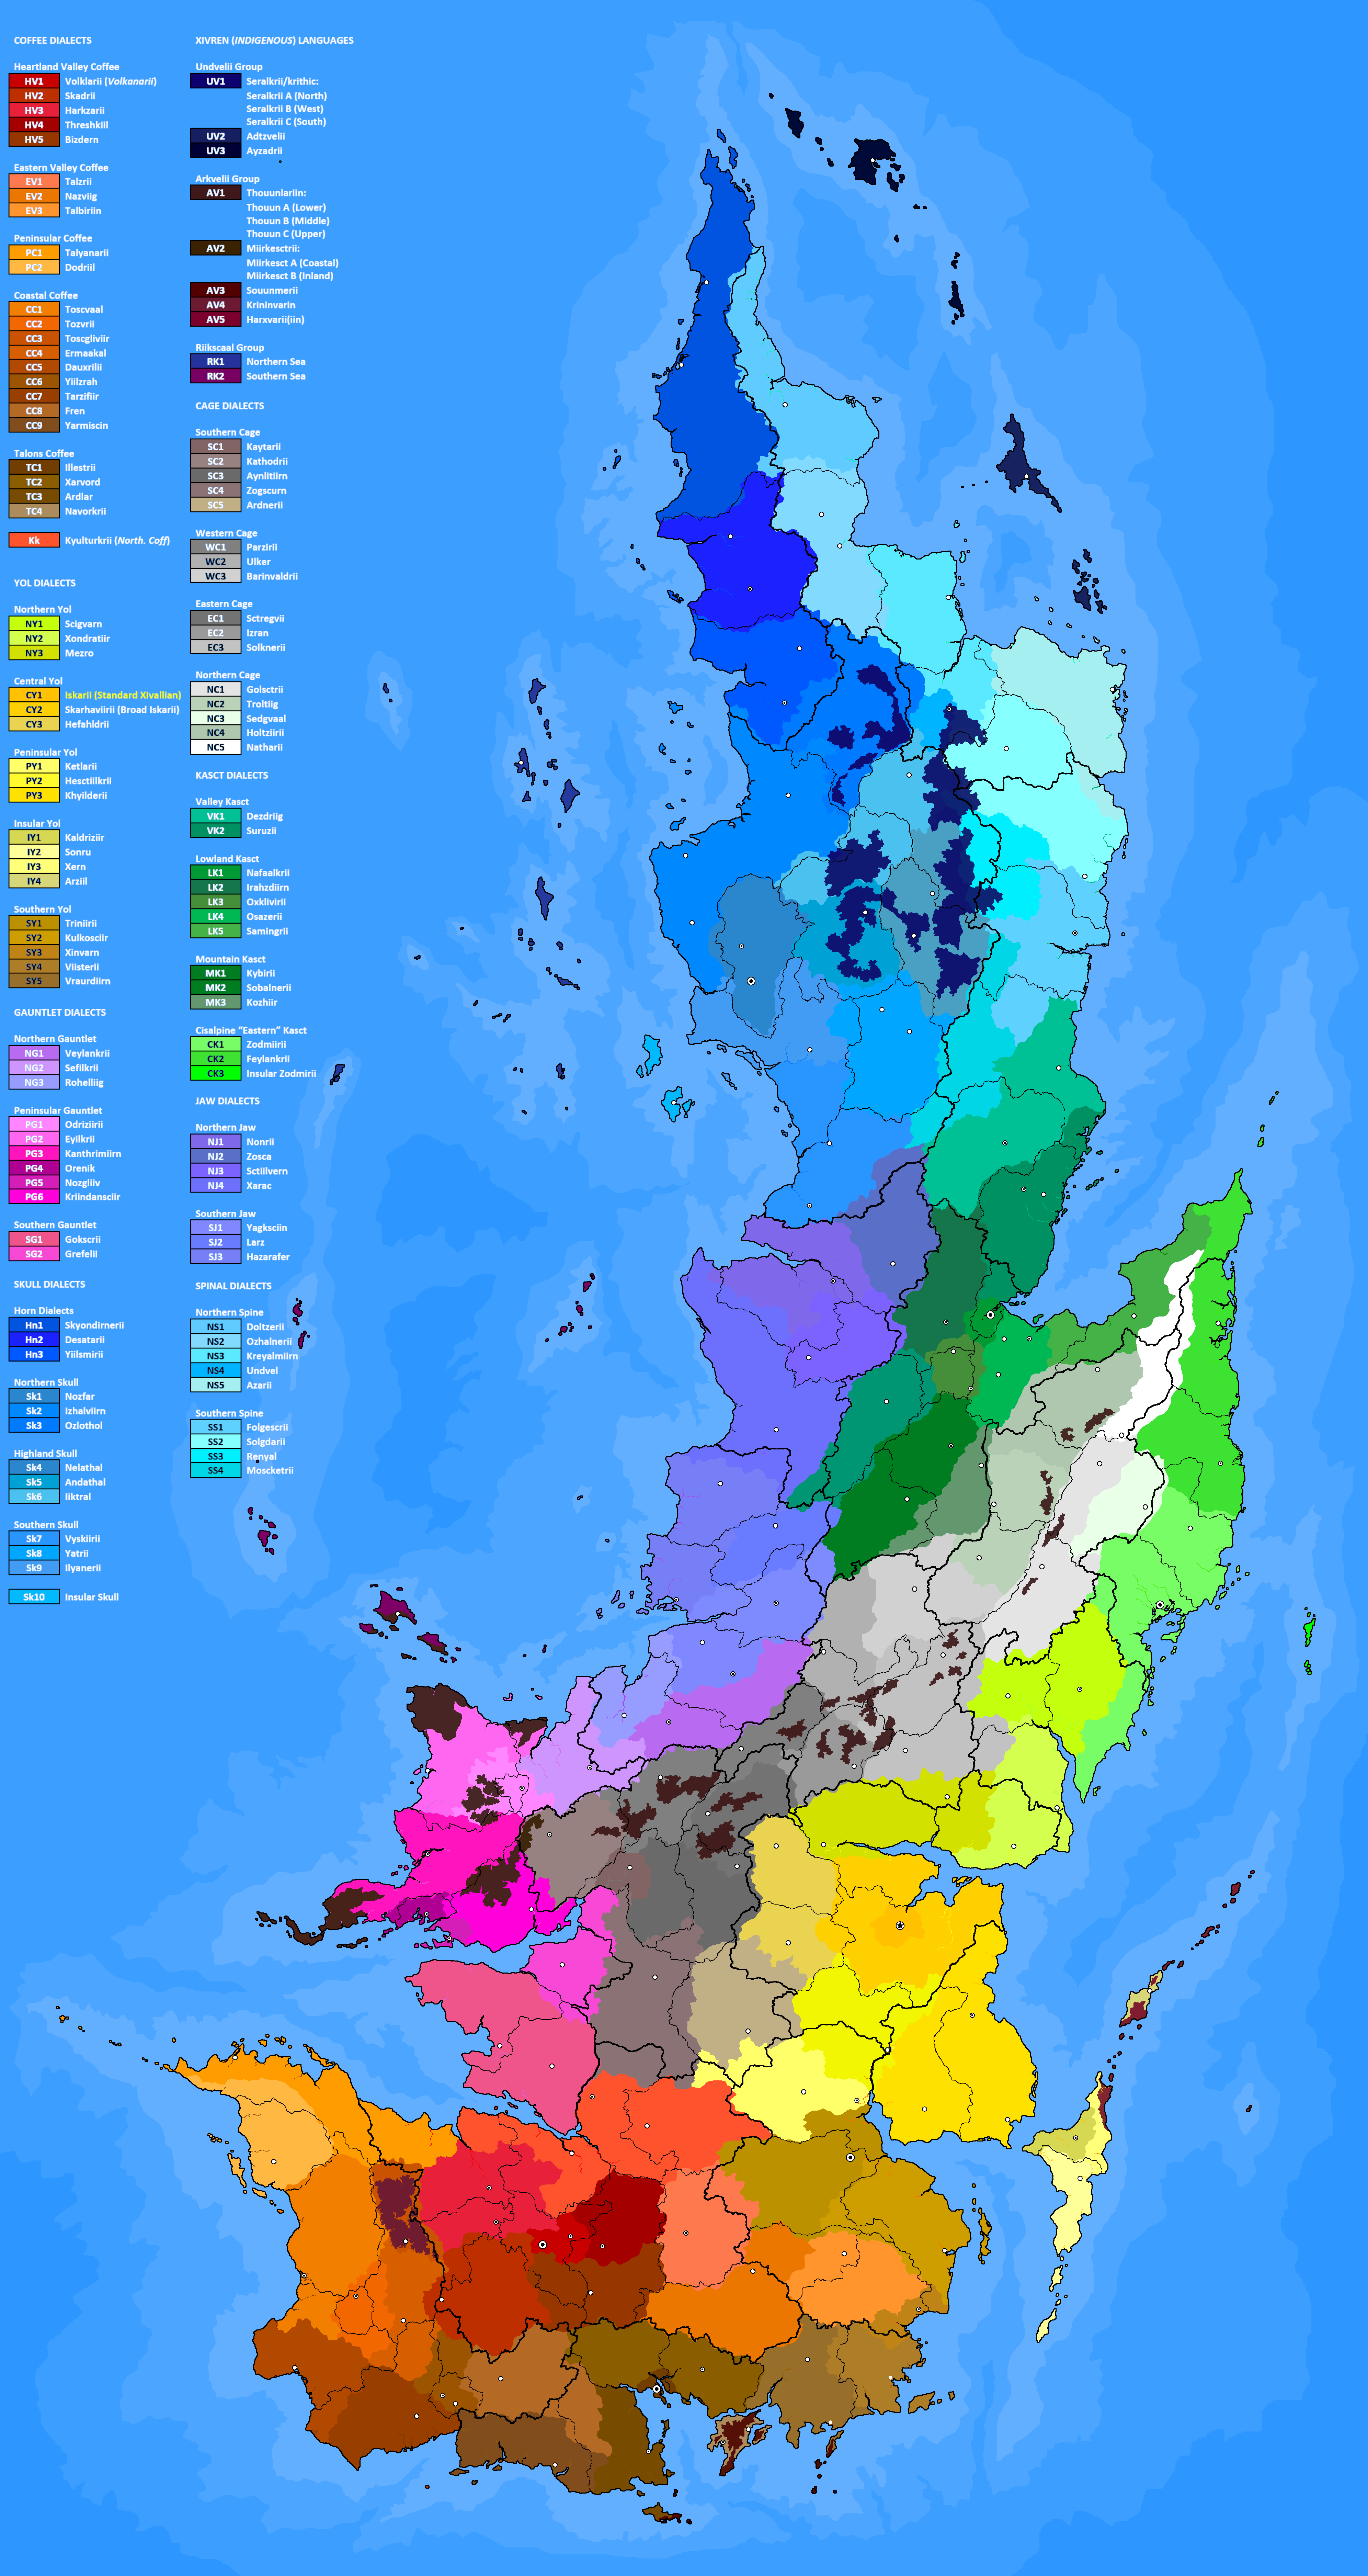 COFFEE DIALECTS
Heartland Valley Coffee
HV1 Volklarii (Volkanarii)
HV2 Skadrii
HV3 Harkzarii
HV4 Threshkiil
HV5 Bizdern
Eastern Valley Coffee
EV1 Talzrii
EV2 Nazviig
EV3 Talbiriin
Peninsular Coffee
PC1 Talyanarii
PC2 Dodriil
Coastal Coffee
CC1 Toscvaal
CC2 Tozvrii
CC3 Toscgliviir
CC4 Ermaakal
CC5 Dauxrilii
CC6 Yiilzrah
CC7 Tarzifiir
CC8 Fren
CC9 Yarmiscin
Talons Coffee
TC1 Illestrii
TC2 Xarvord
TC3 Ardlar
TC4 Navorkrii
Kk Kyulturkrii (North. Coff)
YOL DIALECTS
Northern Yol
NY1 Scigvarn
NY2 Xondratiir
NY3 Mezro
Central Yol
CY1 Iskarii (Standard Xivallian)
CY2 Skarhaviirii (Broad Iskarii)
CY3 Hefahldrii
Peninsular Yol
PY1 Ketlarii
PY2 Hesctiilkrii
PY3 Khyilderii
Insular Yol
IY1 Kaldriziir
IY2 Sonru
IY3 Xern
IY4 Arziil
Southern Yol
SY1 Triniirii
SY2 Kulkosciir
SY3 Xinvarn
SY4 Viisterii
SY5 Vraurdiirn
GAUNTLET DIALECTS
Northern Gauntlet
NG1 Veylankrii
NG2 Sefilkrii
NG3 Rohelliig
Peninsular Gauntlet
PG1 Odriziirii
PG2 Eyilkrii
PG3 Kanthrimiirn
PG4 Orenik
PG5 Nozgliiv
PG6 Kriindansciir
Southern Gauntlet
SG1 Gokscrii
SG2 Grefelii
SKULL DIALECTS
Horn Dialects
Hn1 Skyondirnerii
Hn2 Desatarii
Hn3 Yiilsmirii
Northern Skull
Sk1 Nozfar
Sk2 Izhalviirn
Sk3 Ozlothol
Highland Skull
Sk4 Nelathal
Sk5 Andathal
Sk6 Iiktral
Southern Skull
Sk7 Vyskiirii
Sk8 Yatrii
Sk9 Ilyanerii
Sk10 Insular Skull
XIVREN (INDIGENOUS) LANGUAGES
Undvelii Group
UV1 Seralkrii/krithic:
Seralkrii A (North)
Seralkrii B (West)
Seralkrii C (South)
UV2 Adtzvelii
UV3 Ayzadrii
Arkvelii Group
AV1 Thouunlariin:
Thouun A (Lower)
Thouun B (Middle)
Thouun C (Upper)
AV2 Miirkesctrii:
Miirkesct A (Coastal)
Miirkesct B (Inland)
AV3 Souunmerii
AV4 Krininvarin
AV5 Harxvarii(iin)
Riikscaal Group
RK1 Northern Sea
RK2 Southern Sea
CAGE DIALECTS
Southern Cage
SC1 Kaytarii
SC2 Kathodrii
SC3 Aynlitiirn
SC4 Zogscurn
SC5 Ardnerii
Western Cage
WC1 Parzirii
WC2 Ulker
WC3 Barinvaldrii
Eastern Cage
EC1 Sctregvii
EC2 Izran
EC3 Solknerii
Northern Cage
NC1 Golsctrii
NC2 Troltiig
NC3 Sedgvaal
NC4 Holtziirii
NC5 Natharii
KASCT DIALECTS
Valley Kasct
VK1 Dezdriig
VK2 Suruzii
Lowland Kasct
LK1 Nafaalkrii
LK2 Irahzdiirn
LK3 Oxklivirii
LK4 Osazerii
LK5 Samingrii
Mountain Kasct
MK1 Kybirii
MK2 Sobalnerii
MK3 Kozhiir
Cisalpine “Eastern” Kasct
CK1 Zodmiirii
CK2 Feylankrii
CK3 Insular Zodmirii
JAW DIALECTS
Northern Jaw
NJ1 Nonrii
NJ2 Zosca
NJ3 Sctiilvern
NJ4 Xarac
Southern Jaw
SJ1 Yagksciin
SJ2 Larz
SJ3 Hazarafer
SPINAL DIALECTS
Northern Spine
NS1 Doltzerii
NS2 Ozhalnerii
NS3 Kreyalmiirn
NS4 Undvel
NS5 Azarii
Southern Spine
SS1 Folgescrii
SS2 Solgdarii
SS3 Renyal
SS4 Moscketrii